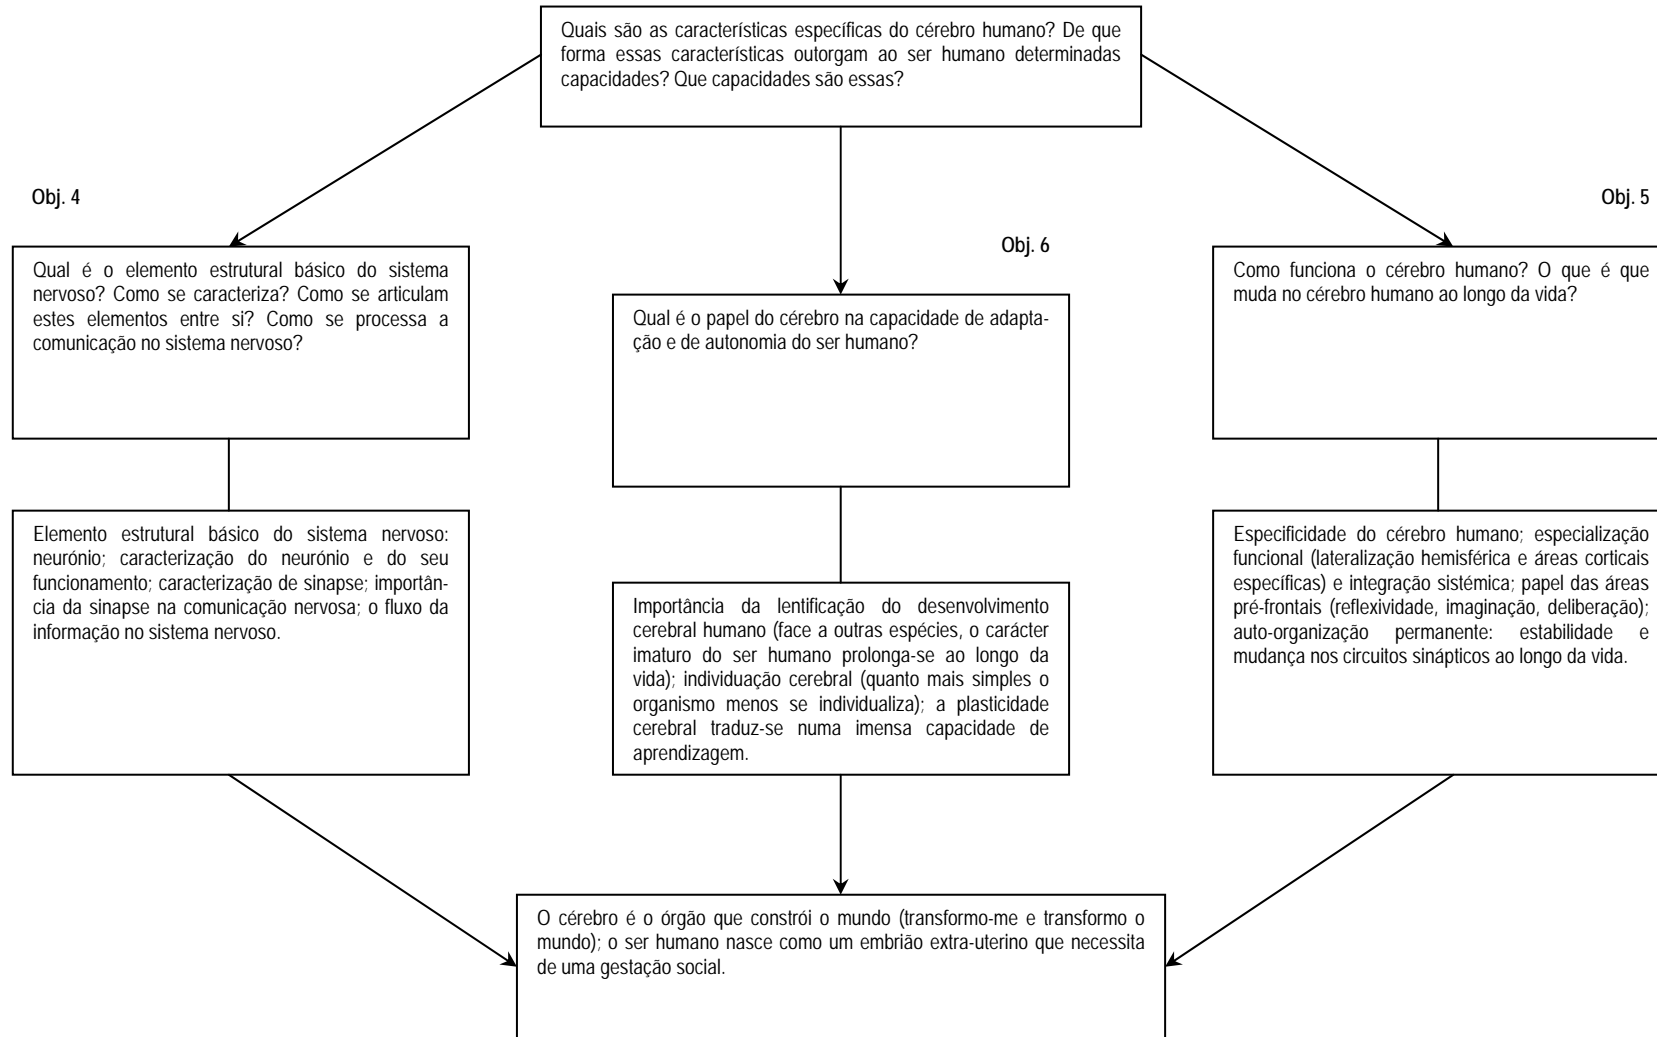 Quais são as características específicas do cérebro humano? De que
forma essas características outorgam ao ser humano determinadas
capacidades? Que capacidades são essas?
Obj. 4
Obj. 5
Obj. 6
Qual é o elemento estrutural básico do sistema
nervoso? Como se caracteriza? Como se articulam
estes elementos entre si? Como se processa a
comunicação no sistema nervoso?
Qual é o papel do cérebro na capacidade de adapta-
ção e de autonomia do ser humano?
Como funciona o cérebro humano? O que é que
muda no cérebro humano ao longo da vida?
Elemento estrutural básico do sistema nervoso:
neurónio; caracterização do neurónio e do seu
funcionamento; caracterização de sinapse; importân-
cia da sinapse na comunicação nervosa; o fluxo da
informação no sistema nervoso.
Importância da lentificação do desenvolvimento
cerebral humano (face a outras espécies, o carácter
imaturo do ser humano prolonga-se ao longo da
vida); individuação cerebral (quanto mais simples o
organismo menos se individualiza); a plasticidade
cerebral traduz-se numa imensa capacidade de
aprendizagem.
Especificidade do cérebro humano; especialização
funcional (lateralização hemisférica e áreas corticais
específicas) e integração sistémica; papel das áreas
pré-frontais (reflexividade, imaginação, deliberação);
auto-organização permanente: estabilidade e
mudança nos circuitos sinápticos ao longo da vida.
O cérebro é o órgão que constrói o mundo (transformo-me e transformo o
mundo); o ser humano nasce como um embrião extra-uterino que necessita
de uma gestação social.